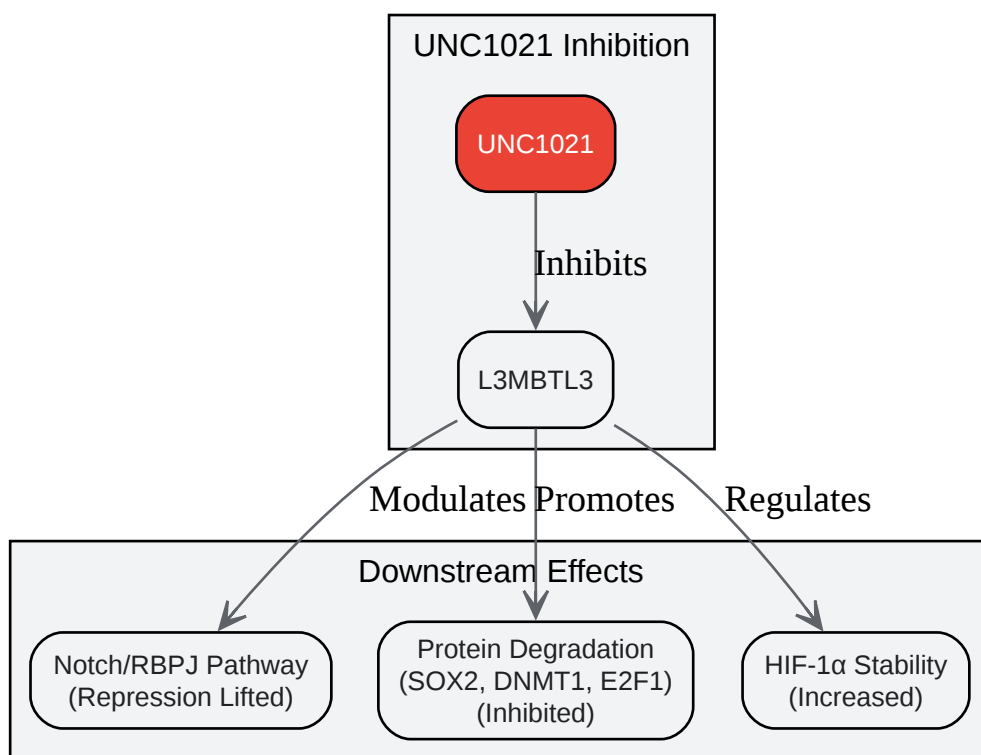 UNC1021 Inhibition
UNC1021
Inhibits
L3MBTL3
Modulates
Promotes
Regulates
Downstream Effects
Notch/RBPJ Pathway
(Repression Lifted)
Protein Degradation
(SOX2, DNMT1, E2F1)
(Inhibited)
HIF-1α Stability
(Increased)